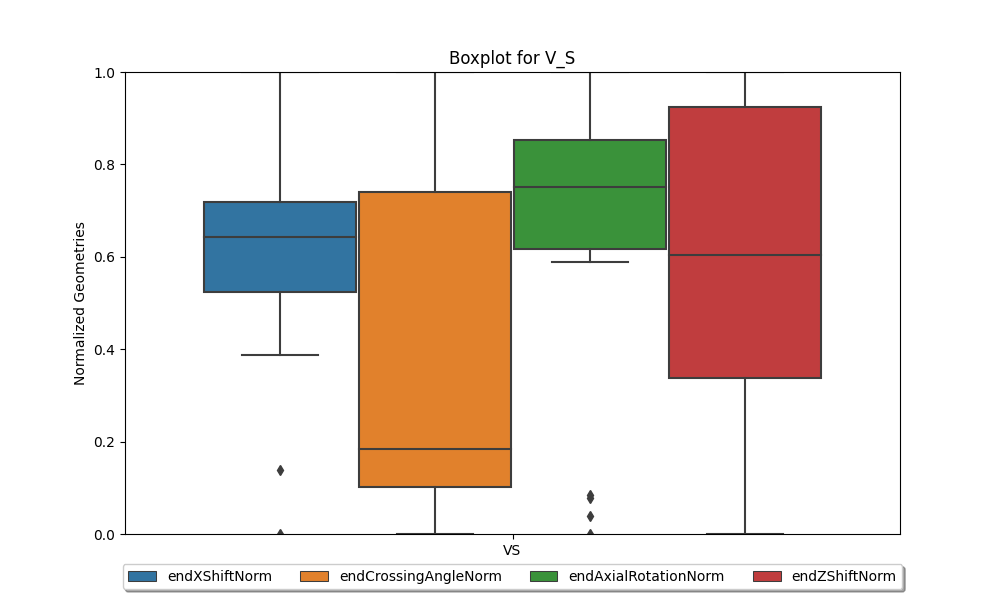 Boxplot for V_S
1.0
0.8
0.6
0.4
0.2
0.0
Normalized Geometries
VS
endXShiftNorm endCrossingAngleNorm endAxialRotationNorm endZShiftNorm